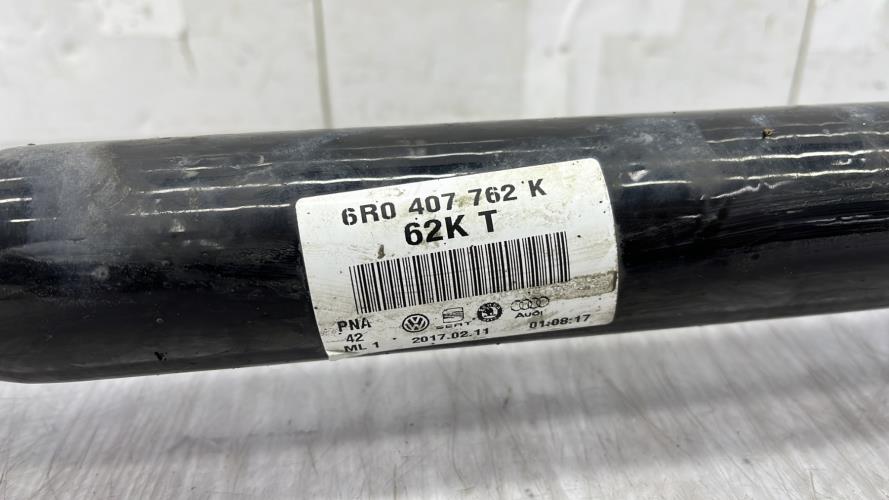 6R0 407 762 K
62K T
PNA SEAT Audi 01:08:17
42 2017.02.11
ML 1